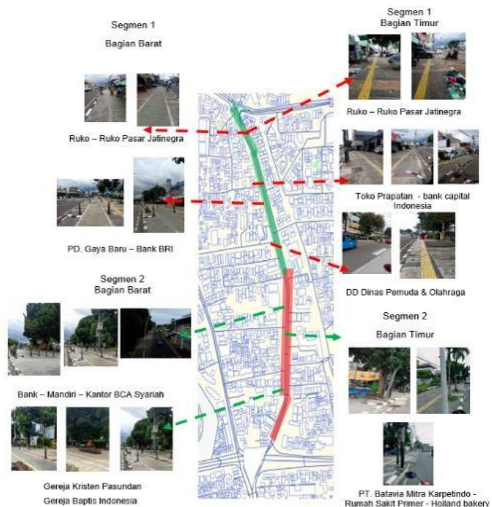 Segmen 1
Bagian Barat
Ruko – Ruko Pasar Jatinegra
PD. Gaya Baru – Bank BRI
Segmen 2
Bagian Barat
Bank – Mandiri – Kantor BCA Syariah
Gereja Kristen Pasundan
Gereja Baptis Indonesia
Segmen 1
Bagian Timur
Ruko – Ruko Pasar Jatinegra
Toko Prapatan - bank capital
Indonesia
DD Dinas Pemuda & Olahraga
Segmen 2
Bagian Timur
PT. Batavia Mitra Karpetindo -
Rumah Sakit Primer - Holland bakery